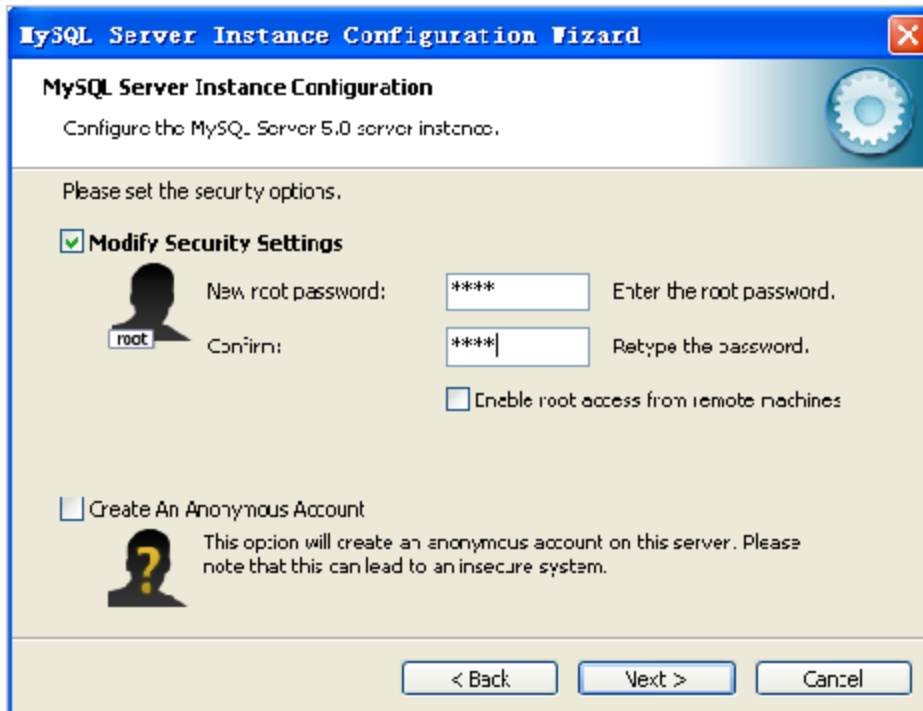 MySQL Server Instance Configuration Wizard
MySQL Server Instance Configuration
Configure the MySQL Server 5.0 server instance.
Please set the security options.
Modify Security Settings
New root password: **** Enter the root password.
root
Confirm: **** Retype the password.
Enable root access from remote machines
Create An Anonymous Account
This option will create an anonymous account on this server. Please
note that this can lead to an insecure system.
< Back Next > Cancel